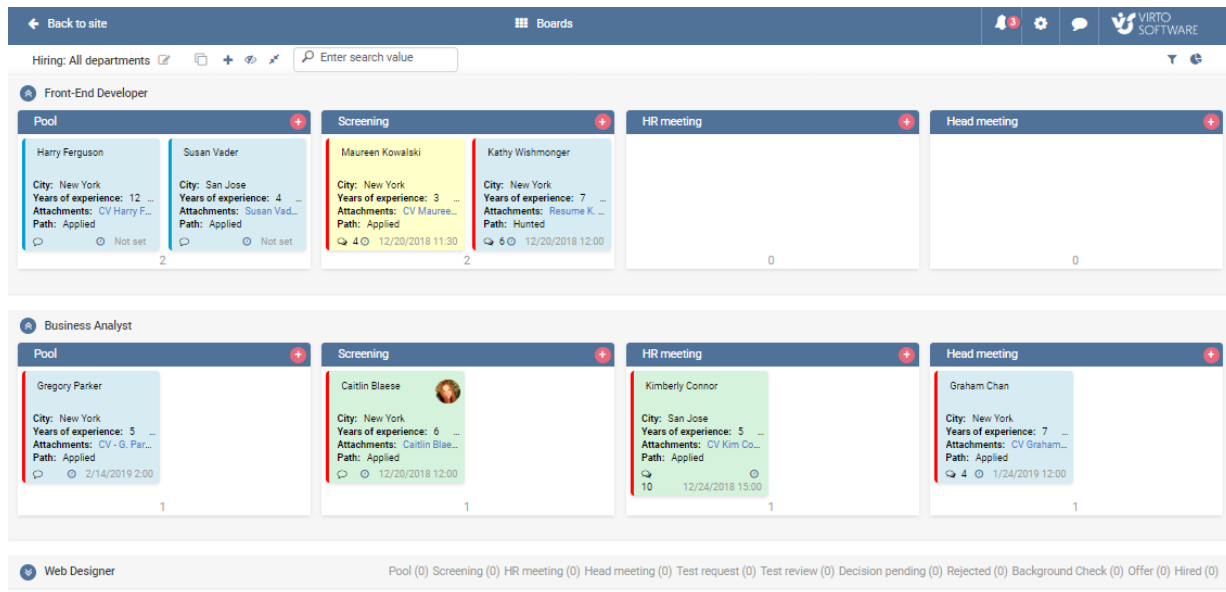 Back to site
Boards
3
VIRTO
SOFTWARE
Hiring: All departments
Enter search value
Front-End Developer
Pool
Screening
HR meeting
Head meeting
Harry Ferguson
City: New York
Years of experience: 12 ...
Attachments: CV Harry F...
Path: Applied
Not set
Susan Vader
City: San Jose
Years of experience: 4 ...
Attachments: Susan Vad...
Path: Applied
Not set
2
Maureen Kowalski
City: New York
Years of experience: 3 ...
Attachments: CV Mauree...
Path: Applied
4 12/20/2018 11:30
Kathy Wishmonger
City: New York
Years of experience: 7 ...
Attachments: Resume K. ...
Path: Hunted
6 12/20/2018 12:00
2
0
0
Business Analyst
Pool
Screening
HR meeting
Head meeting
Gregory Parker
City: New York
Years of experience: 5 ...
Attachments: CV - G. Par...
Path: Applied
2/14/2019 2:00
1
Caitlin Blaese
City: New York
Years of experience: 6 ...
Attachments: Caitlin Blae...
Path: Applied
12/20/2018 12:00
1
Kimberly Connor
City: San Jose
Years of experience: 5 ...
Attachments: CV Kim Co...
Path: Applied
10 12/24/2018 15:00
1
Graham Chan
City: New York
Years of experience: 7 ...
Attachments: CV Graham...
Path: Applied
4 1/24/2019 12:00
1
Web Designer
Pool (0) Screening (0) HR meeting (0) Head meeting (0) Test request (0) Test review (0) Decision pending (0) Rejected (0) Background Check (0) Offer (0) Hired (0)